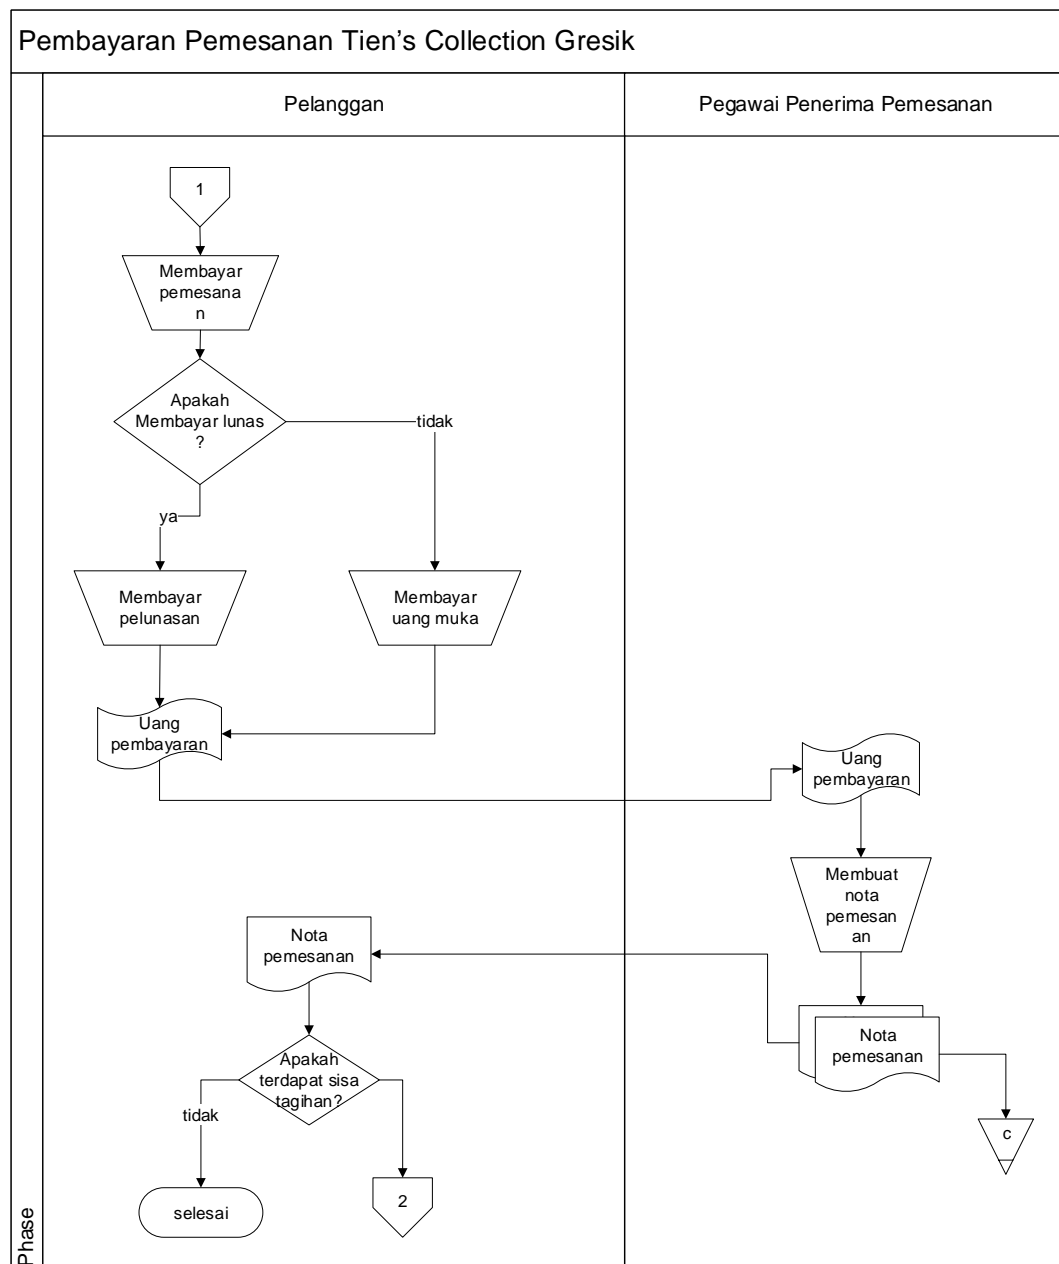 Pembayaran Pemesanan Tien's Collection Gresik
Pelanggan
Pegawai Penerima Pemesanan
1
Membayar
pemesana
n
Apakah
Membayar lunas
?
tidak
ya
Membayar
pelunasan
Membayar
uang muka
Uang
pembayaran
Uang
pembayaran
Membuat
nota
pemesan
an
Nota
pemesanan
Nota
pemesanan
Apakah
terdapat sisa
tagihan?
tidak
c
selesai
2
Phase